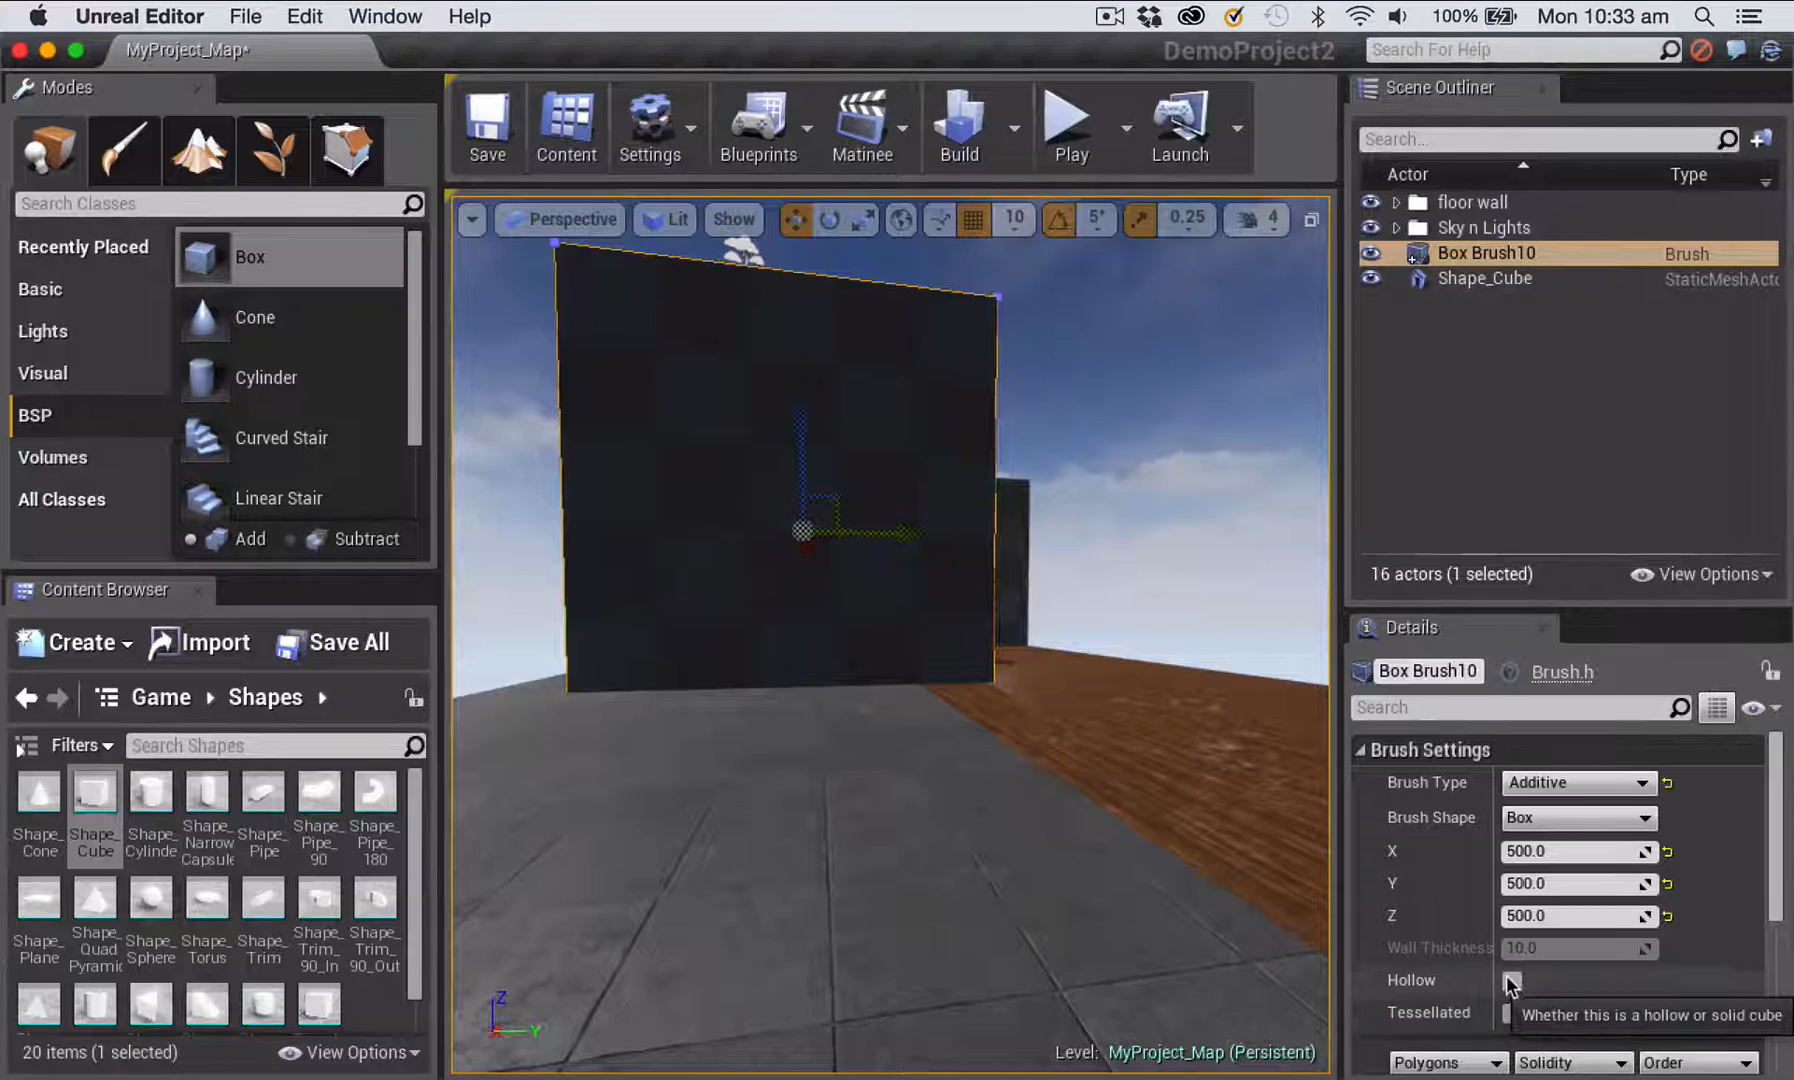 Unreal Editor File Edit Window Help 100% Mon 10:33 am
MyProject_Map* DemoProject2 Search For Help
Modes
Save Content Settings Blueprints Matinee Build Play Launch
Search Classes
Recently Placed
Basic
Lights
Visual
BSP
Volumes
All Classes
Box
Cone
Cylinder
Curved Stair
Linear Stair
Add Subtract
Perspective Lit Show 10 5° 0.25 4
Z
X Y
Level: MyProject_Map (Persistent)
Scene Outliner
Search...
Actor Type
floor wall
Sky n Lights
Box Brush10 Brush
Shape_Cube StaticMeshActo
16 actors (1 selected) View Options
Content Browser
Create Import Save All
Game Shapes
Filters Search Shapes
Shape_
Cone
Shape_
Cube
Shape_
Cylinde
Shape_
Narrow
Capsule
Shape_
Pipe
Shape_
Pipe_
90
Shape_
Pipe_
180
Shape_
Plane
Shape_
Quad
Pyramid
Shape_
Sphere
Shape_
Torus
Shape_
Trim
Shape_
Trim_
90_In
Shape_
Trim_
90_Out
20 items (1 selected) View Options
Details
Box Brush10 Brush.h
Search
Brush Settings
Brush Type Additive
Brush Shape Box
X 500.0
Y 500.0
Z 500.0
Wall Thickness 10.0
Hollow
Tessellated
Whether this is a hollow or solid cube
Polygons Solidity Order